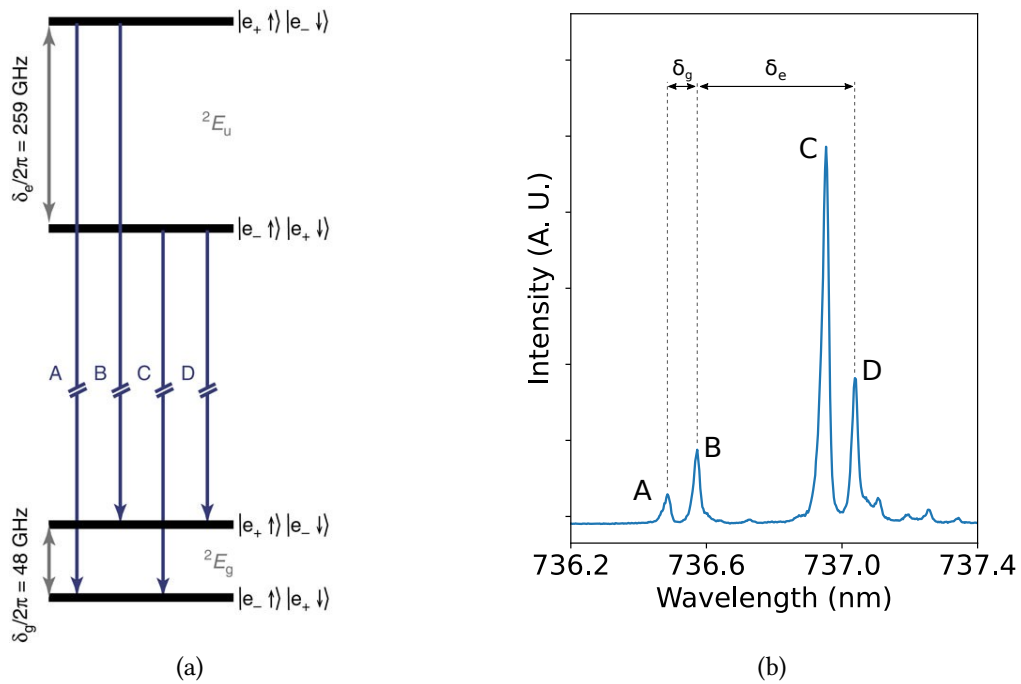 |e₊ ↑⟩ |e₋ ↓⟩
δₑ/2π = 259 GHz
²Eᵤ
|e₋ ↑⟩ |e₊ ↓⟩
A B C D
|e₊ ↑⟩ |e₋ ↓⟩
δg/2π = 48 GHz
²Eg
|e₋ ↑⟩ |e₊ ↓⟩
(a)
δg δₑ
C
D
B
A
Intensity (A. U.)
736.2 736.6 737.0 737.4
Wavelength (nm)
(b)